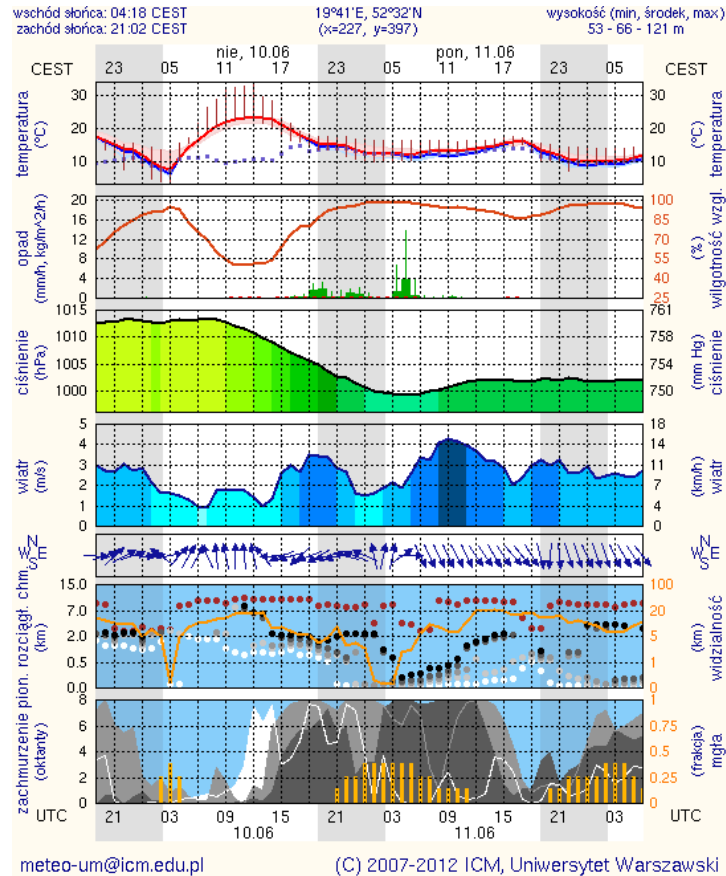 wschód słońca: 04:18 CEST 19°41'E, 52°32'N wysokość (min, środek, max)
zachód słońca: 21:02 CEST (x=227, y=397) 53 - 66 - 121 m
nie, 10.06 pon, 11.06
CEST 23 05 11 17 23 05 11 17 23 05 CEST
temperatura
(°C)
30
20
10
30
20
10
temperatura
(°C)
opad
(mm/h, kg/m^2/h)
20
16
12
8
4
0
100
85
70
55
40
25
wilgotność wzgl.
(%)
ciśnienie
(hPa)
1015
1010
1005
1000
761
758
754
750
(mm Hg)
ciśnienie
wiatr
(m/s)
5
4
3
2
1
0
18
14
11
7
4
0
(km/h)
wiatr
N
W E
S
N
W E
S
pion. rozciągł. chm.
(km)
15.0
7.0
2.0
0.5
0.0
100
20
5
1
0
widzialność
(km)
zachmurzenie
(oktanty)
8
6
4
2
0
1
0.75
0.5
0.25
0
(frakcja)
mgła
UTC 21 03 09 15 21 03 09 15 21 03 UTC
10.06 11.06
meteo-um@icm.edu.pl (C) 2007-2012 ICM, Uniwersytet Warszawski